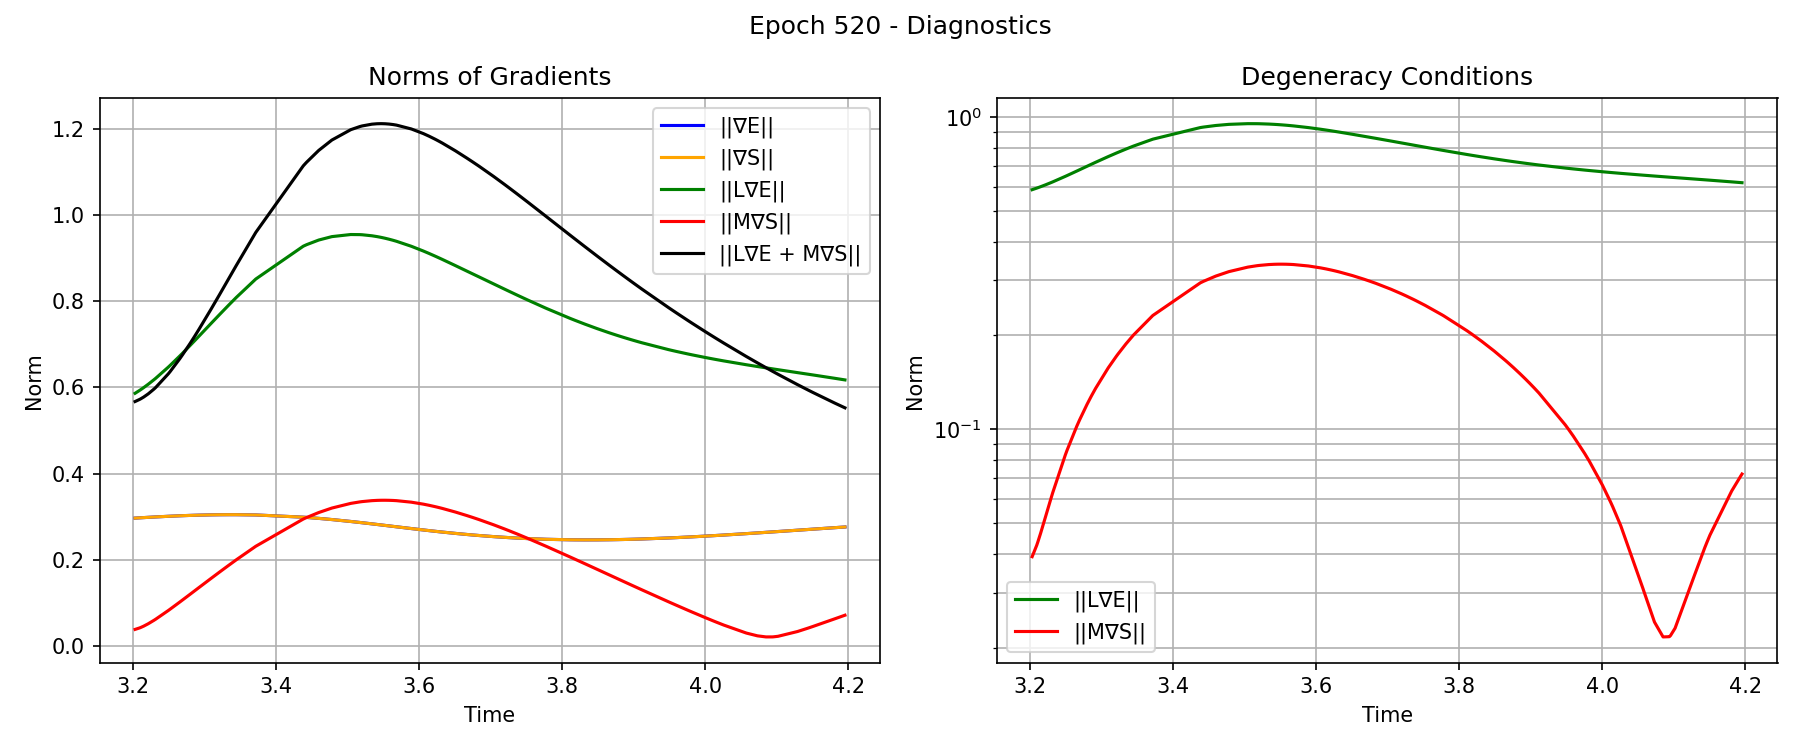 Epoch 520 - Diagnostics
Norms of Gradients
Norm
1.2
1.0
0.8
0.6
0.4
0.2
0.0
||∇E||
||∇S||
||L∇E||
||M∇S||
||L∇E + M∇S||
3.2
3.4
3.6
3.8
4.0
4.2
Time
Degeneracy Conditions
Norm
10⁰
10⁻¹
||L∇E||
||M∇S||
3.2
3.4
3.6
3.8
4.0
4.2
Time